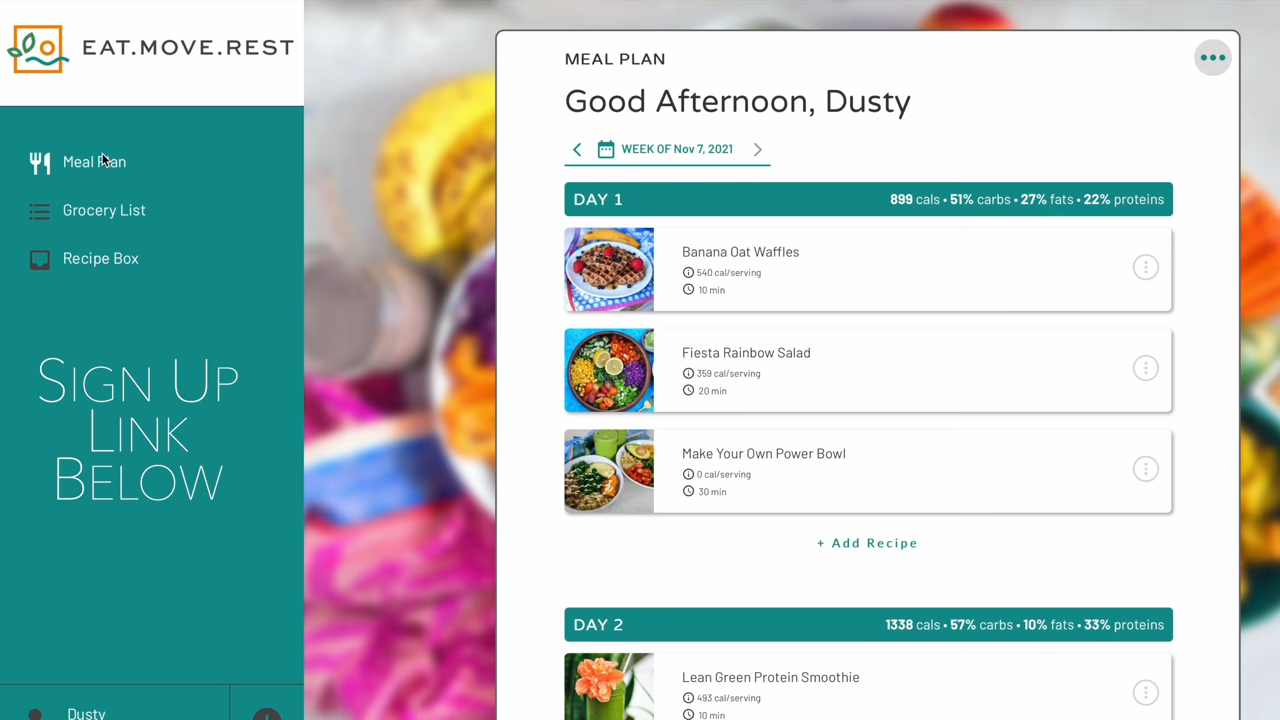 EAT.MOVE.REST
Meal Plan
Grocery List
Recipe Box
SIGN UP
LINK
BELOW
Dusty
MEAL PLAN
Good Afternoon, Dusty
WEEK OF Nov 7, 2021
DAY 1
899 cals • 51% carbs • 27% fats • 22% proteins
Banana Oat Waffles
540 cal/serving
10 min
Fiesta Rainbow Salad
359 cal/serving
20 min
Make Your Own Power Bowl
0 cal/serving
30 min
+ Add Recipe
DAY 2
1338 cals • 57% carbs • 10% fats • 33% proteins
Lean Green Protein Smoothie
493 cal/serving
10 min